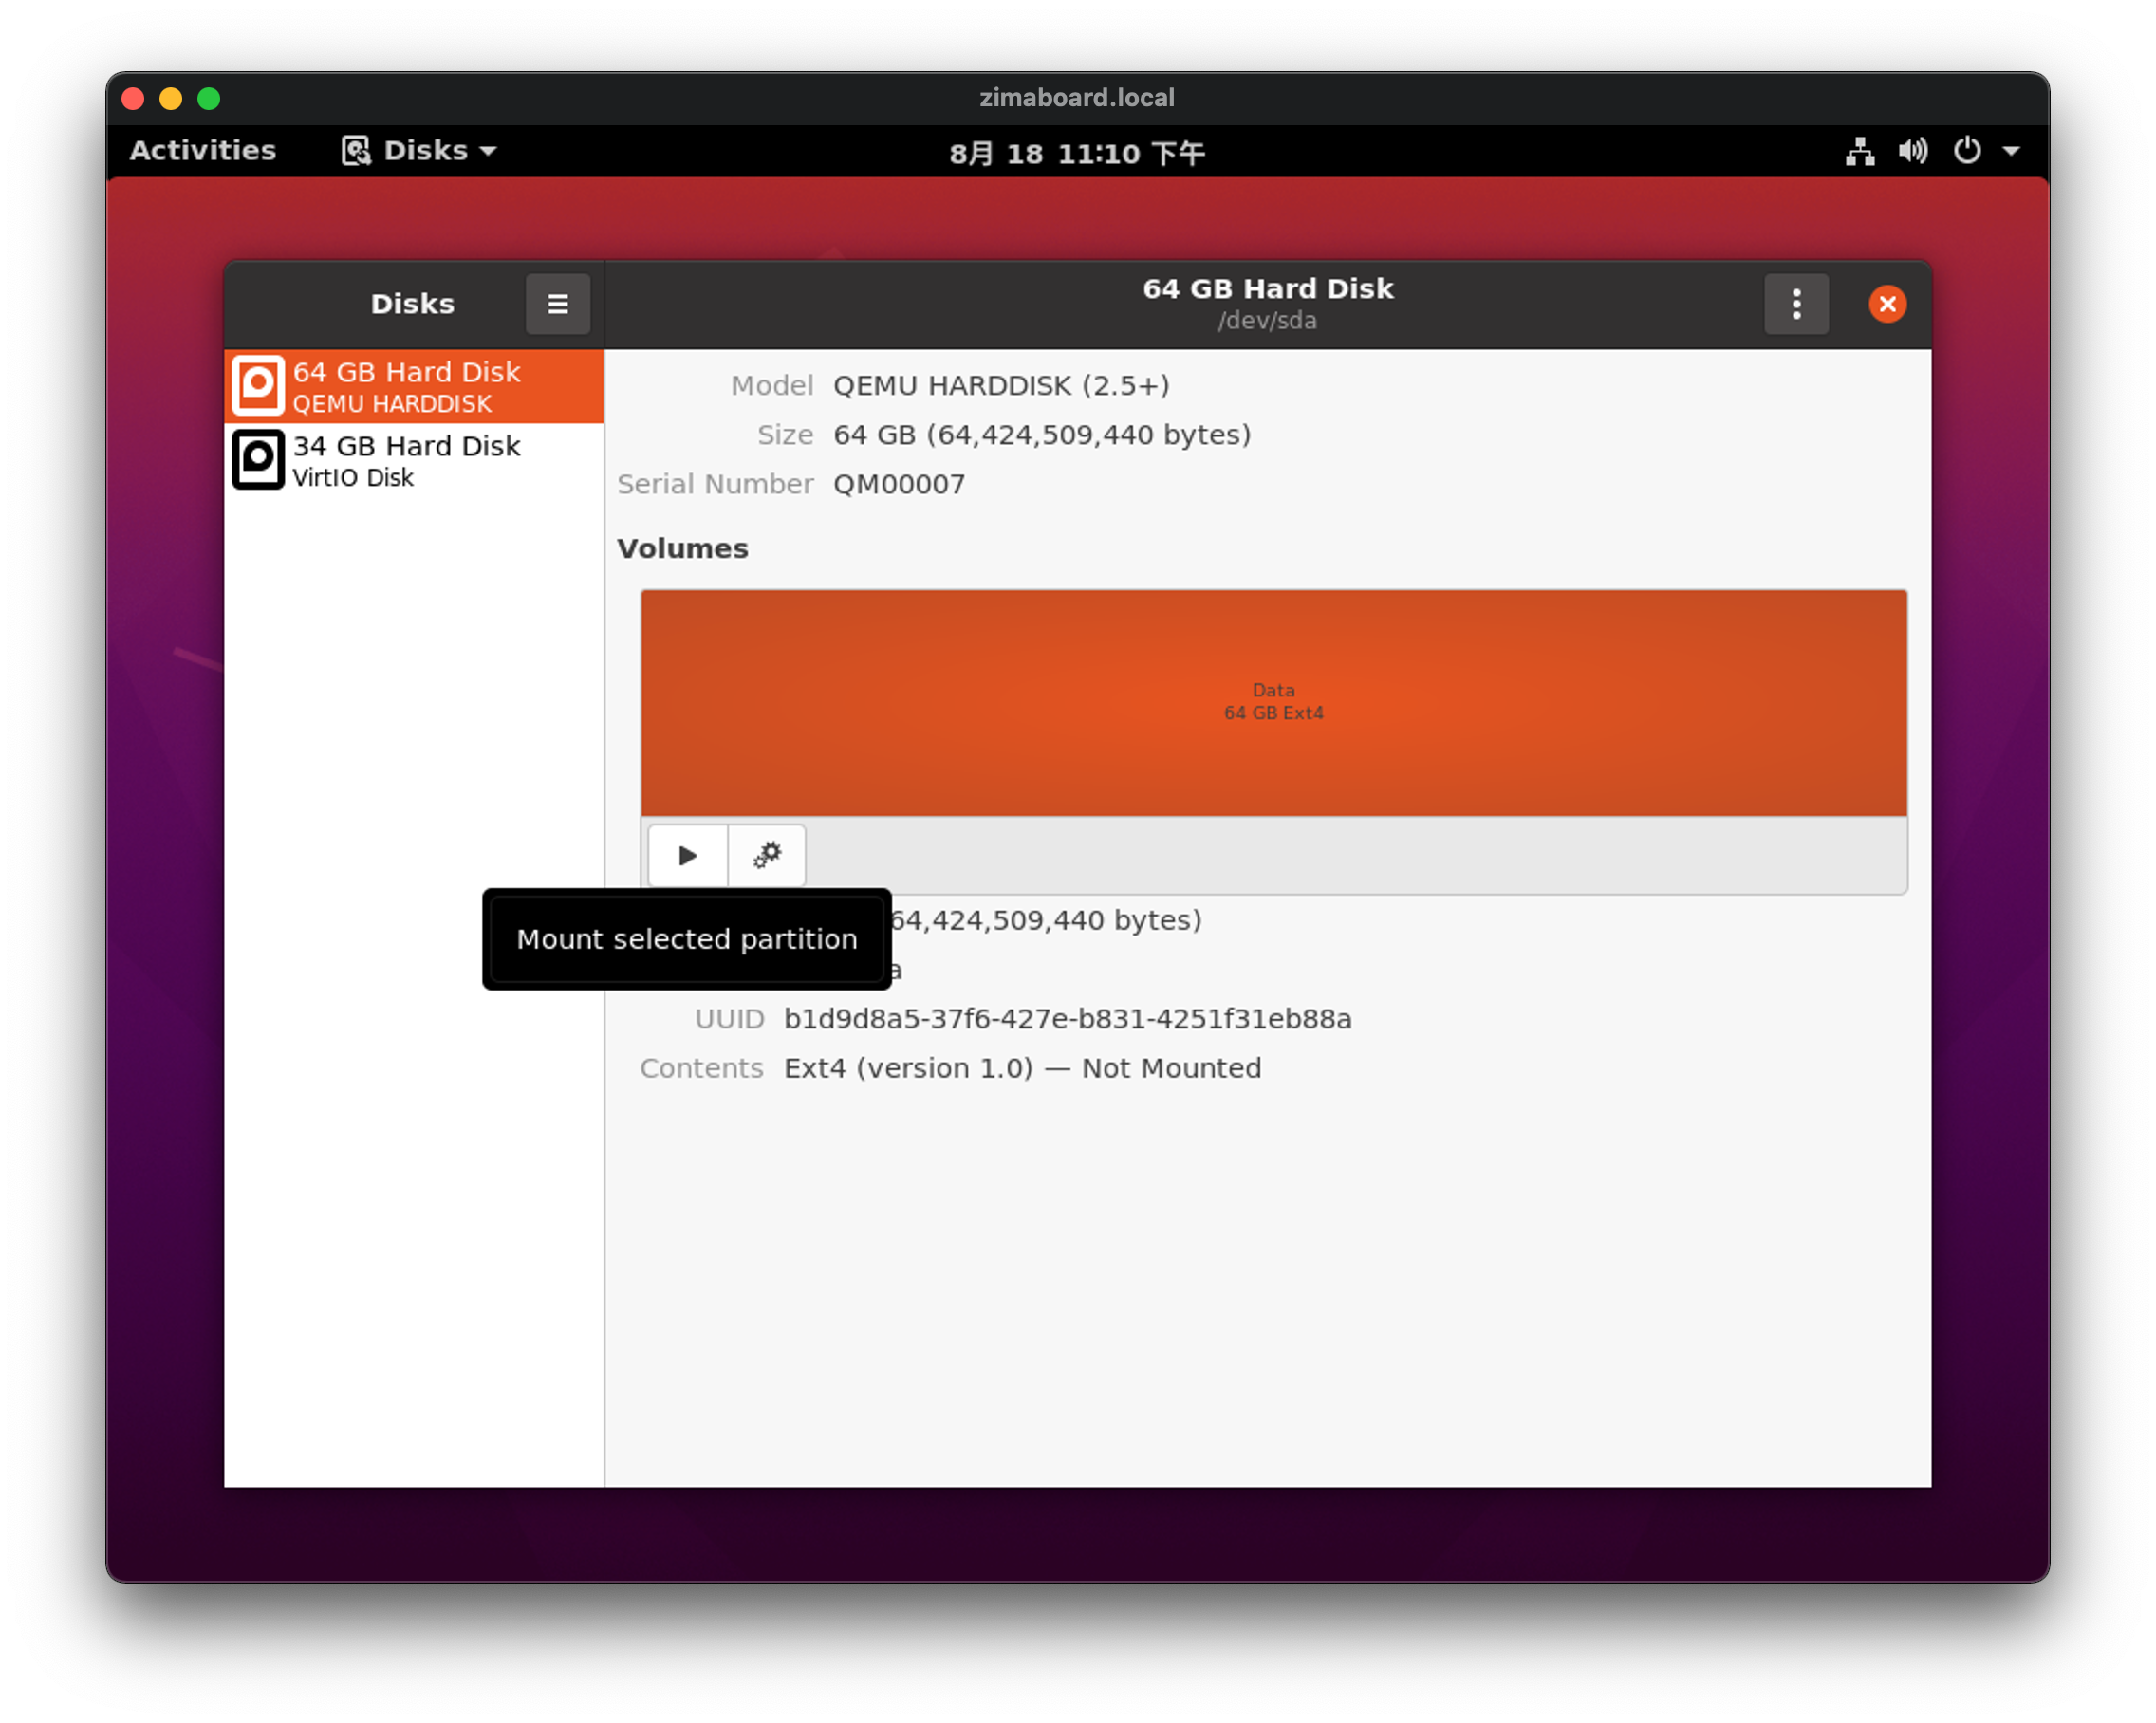 zimaboard.local
Activities
Disks
8月 18 11:10 下午
Disks
64 GB Hard Disk
/dev/sda
64 GB Hard Disk
QEMU HARDDISK
34 GB Hard Disk
VirtIO Disk
Model QEMU HARDDISK (2.5+)
Size 64 GB (64,424,509,440 bytes)
Serial Number QM00007
Volumes
Data
64 GB Ext4
Mount selected partition
64,424,509,440 bytes)
a
UUID b1d9d8a5-37f6-427e-b831-4251f31eb88a
Contents Ext4 (version 1.0) — Not Mounted